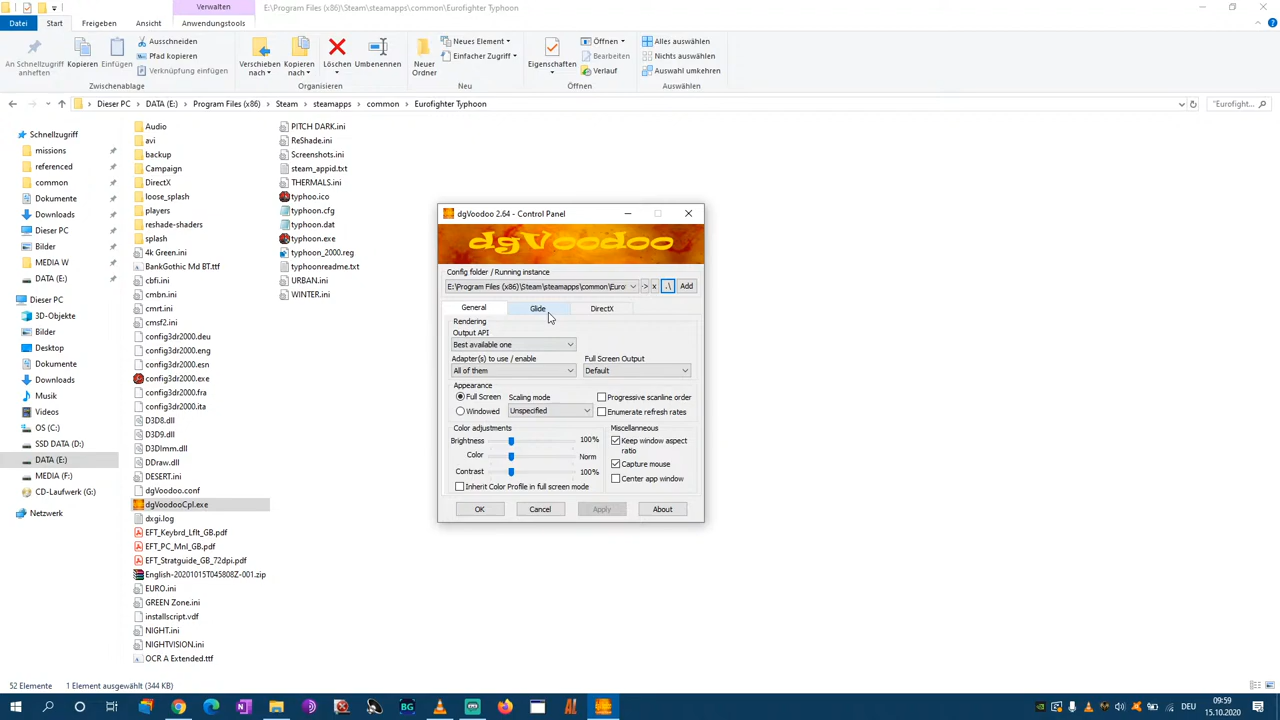 Verwalten
E:\Program Files (x86)\Steam\steamapps\common\Eurofighter Typhoon
Datei
Start
Freigeben
Ansicht
Anwendungstools
An Schnellzugriff
anheften
Kopieren
Einfügen
Ausschneiden
Pfad kopieren
Verknüpfung einfügen
Zwischenablage
Verschieben
nach
Kopieren
nach
Löschen
Umbenennen
Organisieren
Neuer
Ordner
Neues Element
Einfacher Zugriff
Neu
Eigenschaften
Öffnen
Bearbeiten
Verlauf
Öffnen
Alles auswählen
Nichts auswählen
Auswahl umkehren
Auswählen
Dieser PC
DATA (E:)
Program Files (x86)
Steam
steamapps
common
Eurofighter Typhoon
"Eurofight...
Schnellzugriff
missions
referenced
common
Dokumente
Downloads
Dieser PC
Bilder
MEDIA W
DATA (E:)
Dieser PC
3D-Objekte
Bilder
Desktop
Dokumente
Downloads
Musik
Videos
OS (C:)
SSD DATA (D:)
DATA (E:)
MEDIA (F:)
CD-Laufwerk (G:)
Netzwerk
Audio
avi
backup
Campaign
DirectX
loose_splash
players
reshade-shaders
splash
4k Green.ini
BankGothic Md BT.ttf
cbfi.ini
cmbn.ini
cmrt.ini
cmsf2.ini
config3dr2000.deu
config3dr2000.eng
config3dr2000.esn
config3dr2000.exe
config3dr2000.fra
config3dr2000.ita
D3D8.dll
D3D9.dll
D3DImm.dll
DDraw.dll
DESERT.ini
dgVoodoo.conf
dgVoodooCpl.exe
dxgi.log
EFT_Keybrd_Lflt_GB.pdf
EFT_PC_Mnl_GB.pdf
EFT_Stratguide_GB_72dpi.pdf
English-20201015T045808Z-001.zip
EURO.ini
GREEN Zone.ini
installscript.vdf
NIGHT.ini
NIGHTVISION.ini
OCR A Extended.ttf
PITCH DARK.ini
ReShade.ini
Screenshots.ini
steam_appid.txt
THERMALS.ini
typhoo.ico
typhoon.cfg
typhoon.dat
typhoon.exe
typhoon_2000.reg
typhoonreadme.txt
URBAN.ini
WINTER.ini
dgVoodoo 2.64 - Control Panel
dgVoodoo
Config folder / Running instance
E:\Program Files (x86)\Steam\steamapps\common\Eurof
->
x
.\
Add
General
Glide
DirectX
Rendering
Output API
Best available one
Adapter(s) to use / enable
Full Screen Output
All of them
Default
Appearance
Full Screen
Scaling mode
Progressive scanline order
Windowed
Unspecified
Enumerate refresh rates
Color adjustments
Miscellaneous
Brightness
100%
Keep window aspect
ratio
Color
Norm
Capture mouse
Contrast
100%
Center app window
Inherit Color Profile in full screen mode
OK
Cancel
Apply
About
52 Elemente
1 Element ausgewählt (344 KB)
DEU
09:59
15.10.2020